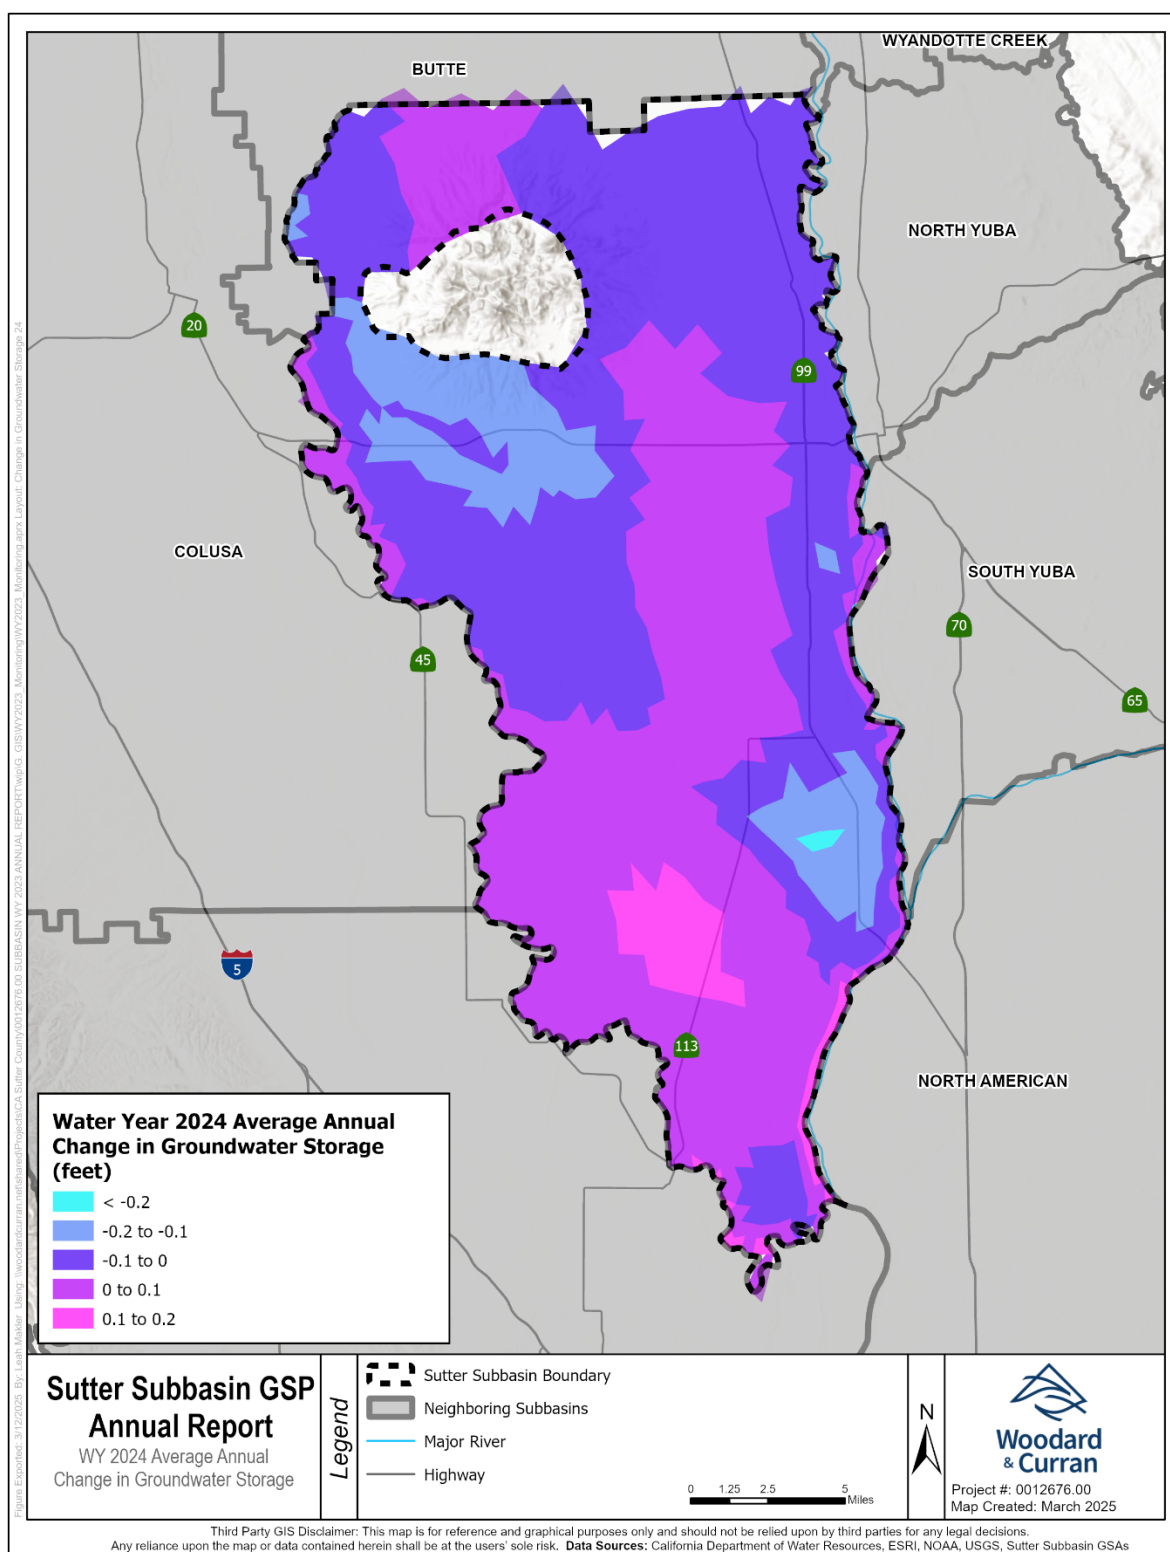 WYANDOTTE CREEK
BUTTE
NORTH YUBA
20
99
COLUSA
SOUTH YUBA
70
45
65
5
113
NORTH AMERICAN
Water Year 2024 Average Annual
Change in Groundwater Storage
(feet)
< -0.2
-0.2 to -0.1
-0.1 to 0
0 to 0.1
0.1 to 0.2
Sutter Subbasin GSP
Annual Report
WY 2024 Average Annual
Change in Groundwater Storage
Legend
Sutter Subbasin Boundary
Neighboring Subbasins
Major River
Highway
0 1.25 2.5 5
Miles
N
Woodard
& Curran
Project #: 0012676.00
Map Created: March 2025
Third Party GIS Disclaimer: This map is for reference and graphical purposes only and should not be relied upon by third parties for any legal decisions.
Any reliance upon the map or data contained herein shall be at the users' sole risk. Data Sources: California Department of Water Resources, ESRI, NOAA, USGS, Sutter Subbasin GSAs